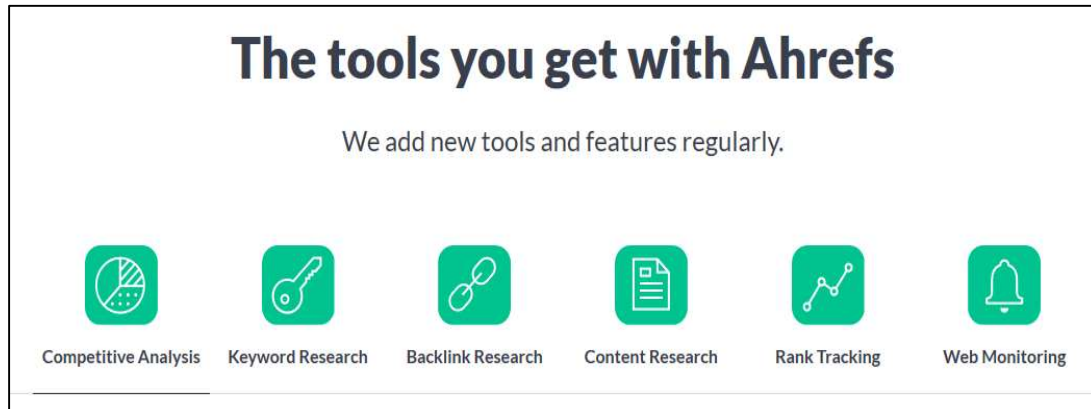 The tools you get with Ahrefs
We add new tools and features regularly.
Competitive Analysis
Keyword Research
Backlink Research
Content Research
Rank Tracking
Web Monitoring